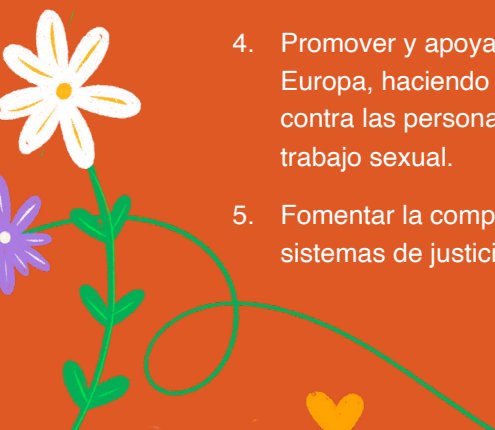 4. Promover y apoya
Europa, haciendo
contra las persona
trabajo sexual.
5. Fomentar la comp
sistemas de justici